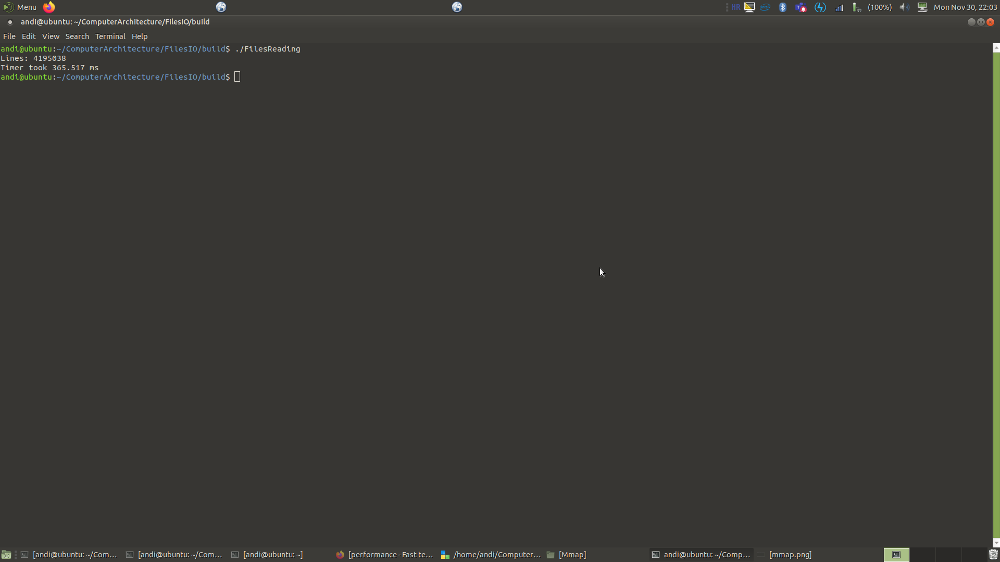 Menu HR (100%) Mon Nov 30, 22:03
andi@ubuntu: ~/ComputerArchitecture/FilesIO/build
File Edit View Search Terminal Help
andi@ubuntu:~/ComputerArchitecture/FilesIO/build$ ./FilesReading
Lines: 4195038
Timer took 365.517 ms
andi@ubuntu:~/ComputerArchitecture/FilesIO/build$
[andi@ubuntu: ~/Com... [andi@ubuntu: ~/Com... [andi@ubuntu: ~] [performance - Fast te... /home/andi/Computer... [Mmap] andi@ubuntu: ~/Comp... [mmap.png]